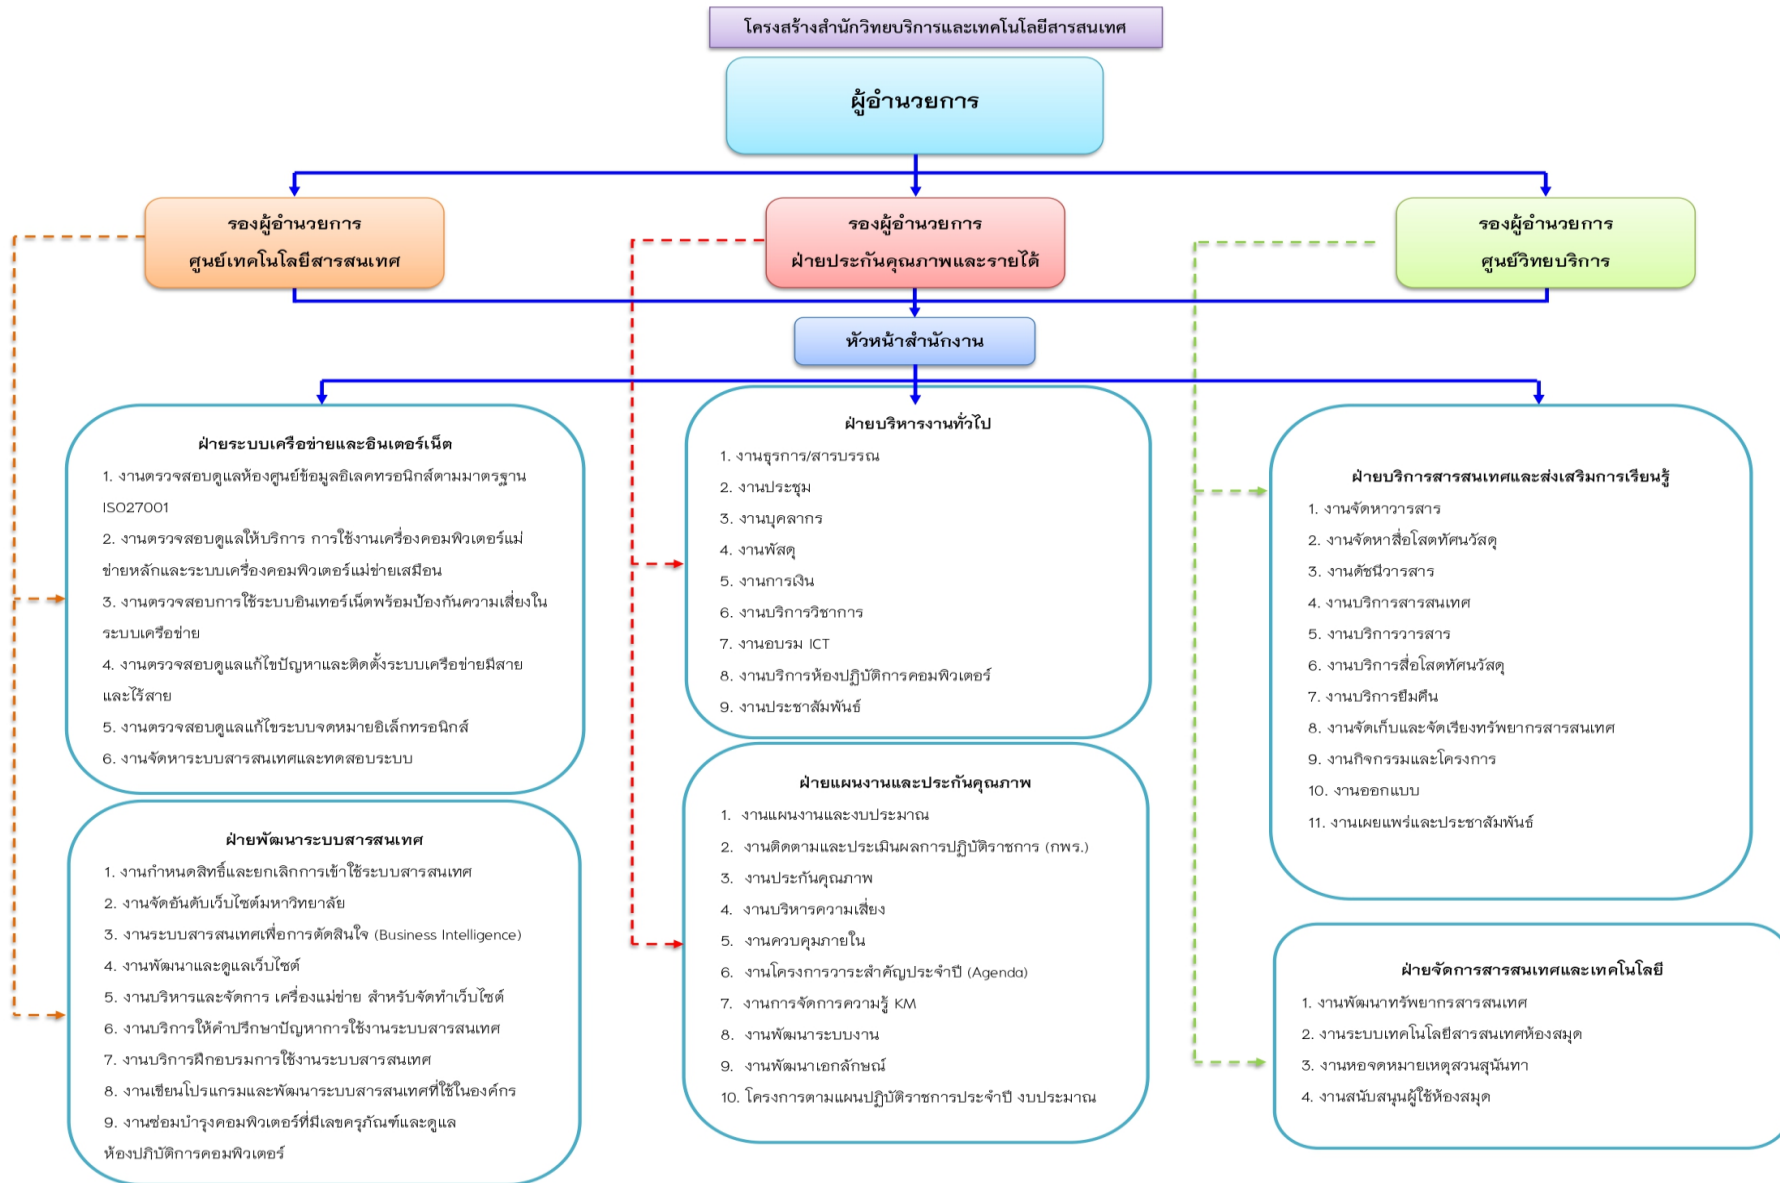 โครงสร้างสำนักวิทยบริการและเทคโนโลยีสารสนเทศ
ผู้อำนวยการ
รองผู้อำนวยการ
ศูนย์เทคโนโลยีสารสนเทศ
รองผู้อำนวยการ
ฝ่ายประกันคุณภาพและรายได้
รองผู้อำนวยการ
ศูนย์วิทยบริการ
หัวหน้าสำนักงาน
ฝ่ายระบบเครือข่ายและอินเตอร์เน็ต
1. งานตรวจสอบดูแลห้องศูนย์ข้อมูลอิเลคทรอนิกส์ตามมาตรฐาน
ISO27001
2. งานตรวจสอบดูแลให้บริการ การใช้งานเครื่องคอมพิวเตอร์แม่
ข่ายหลักและระบบเครื่องคอมพิวเตอร์แม่ข่ายเสมือน
3. งานตรวจสอบการใช้ระบบอินเทอร์เน็ตพร้อมป้องกันความเสี่ยงใน
ระบบเครือข่าย
4. งานตรวจสอบดูแลแก้ไขปัญหาและติดตั้งระบบเครือข่ายมีสาย
และไร้สาย
5. งานตรวจสอบดูแลแก้ไขระบบจดหมายอิเล็กทรอนิกส์
6. งานจัดหาระบบสารสนเทศและทดสอบระบบ
ฝ่ายพัฒนาระบบสารสนเทศ
1. งานกำหนดสิทธิ์และยกเลิกการเข้าใช้ระบบสารสนเทศ
2. งานจัดอันดับเว็บไซต์มหาวิทยาลัย
3. งานระบบสารสนเทศเพื่อการตัดสินใจ (Business Intelligence)
4. งานพัฒนาและดูแลเว็บไซต์
5. งานบริหารและจัดการ เครื่องแม่ข่าย สำหรับจัดทำเว็บไซต์
6. งานบริการให้คำปรึกษาปัญหาการใช้งานระบบสารสนเทศ
7. งานบริการฝึกอบรมการใช้งานระบบสารสนเทศ
8. งานเขียนโปรแกรมและพัฒนาระบบสารสนเทศที่ใช้ในองค์กร
9. งานซ่อมบำรุงคอมพิวเตอร์ที่มีเลขครุภัณฑ์และดูแล
ห้องปฏิบัติการคอมพิวเตอร์
ฝ่ายบริหารงานทั่วไป
1. งานธุรการ/สารบรรณ
2. งานประชุม
3. งานบุคลากร
4. งานพัสดุ
5. งานการเงิน
6. งานบริการวิชาการ
7. งานอบรม ICT
8. งานบริการห้องปฏิบัติการคอมพิวเตอร์
9. งานประชาสัมพันธ์
ฝ่ายแผนงานและประกันคุณภาพ
1. งานแผนงานและงบประมาณ
2. งานติดตามและประเมินผลการปฏิบัติราชการ (กพร.)
3. งานประกันคุณภาพ
4. งานบริหารความเสี่ยง
5. งานควบคุมภายใน
6. งานโครงการวาระสำคัญประจำปี (Agenda)
7. งานการจัดการความรู้ KM
8. งานพัฒนาระบบงาน
9. งานพัฒนาเอกลักษณ์
10. โครงการตามแผนปฏิบัติราชการประจำปี งบประมาณ
ฝ่ายบริการสารสนเทศและส่งเสริมการเรียนรู้
1. งานจัดหาวารสาร
2. งานจัดหาสื่อโสตทัศนวัสดุ
3. งานดัชนีวารสาร
4. งานบริการสารสนเทศ
5. งานบริการวารสาร
6. งานบริการสื่อโสตทัศนวัสดุ
7. งานบริการยืมคืน
8. งานจัดเก็บและจัดเรียงทรัพยากรสารสนเทศ
9. งานกิจกรรมและโครงการ
10. งานออกแบบ
11. งานเผยแพร่และประชาสัมพันธ์
ฝ่ายจัดการสารสนเทศและเทคโนโลยี
1. งานพัฒนาทรัพยากรสารสนเทศ
2. งานระบบเทคโนโลยีสารสนเทศห้องสมุด
3. งานหอจดหมายเหตุสวนสุนันทา
4. งานสนับสนุนผู้ใช้ห้องสมุด